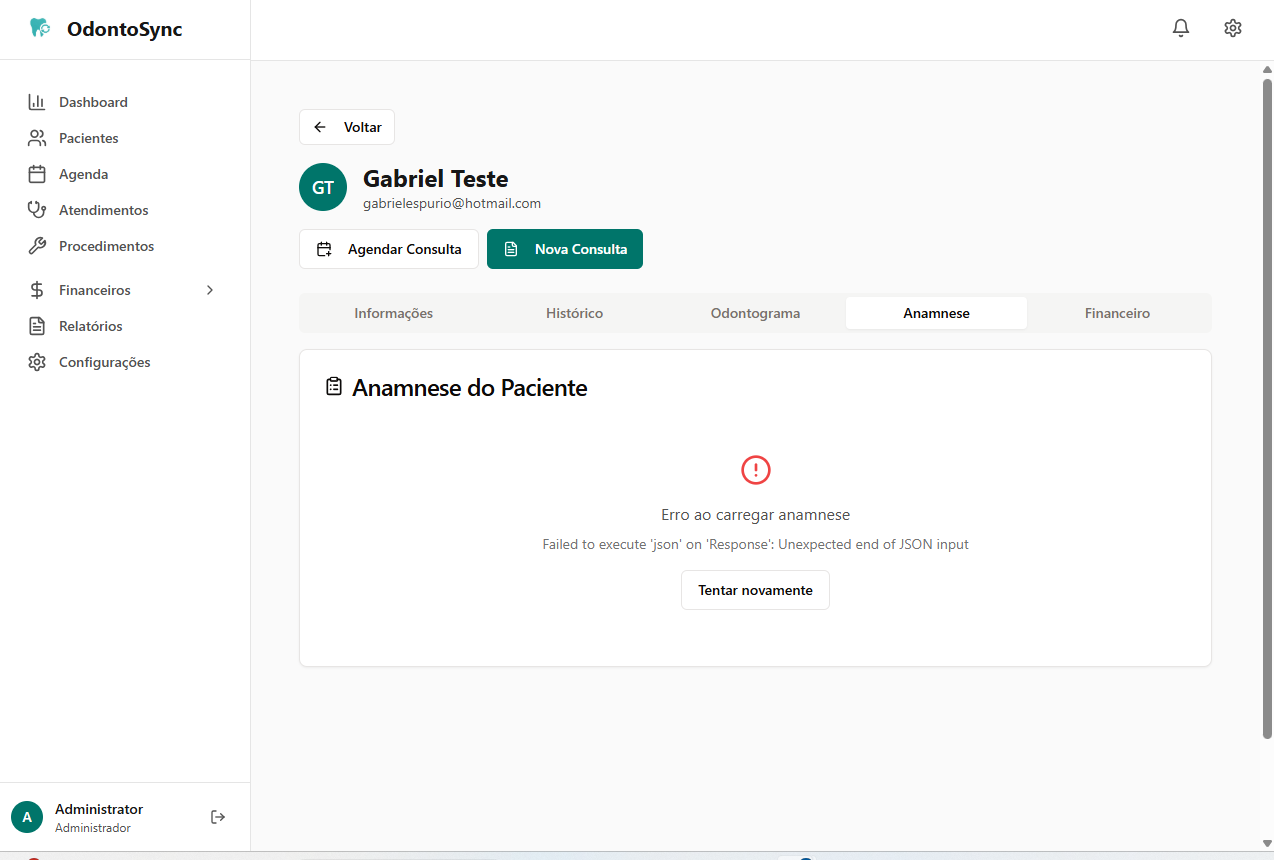 OdontoSync
Dashboard
Pacientes
Agenda
Atendimentos
Procedimentos
Financeiros
Relatórios
Configurações
Voltar
GT
Gabriel Teste
gabrielespurio@hotmail.com
Agendar Consulta
Nova Consulta
Informações
Histórico
Odontograma
Anamnese
Financeiro
Anamnese do Paciente
Erro ao carregar anamnese
Failed to execute 'json' on 'Response': Unexpected end of JSON input
Tentar novamente
A
Administrator
Administrador